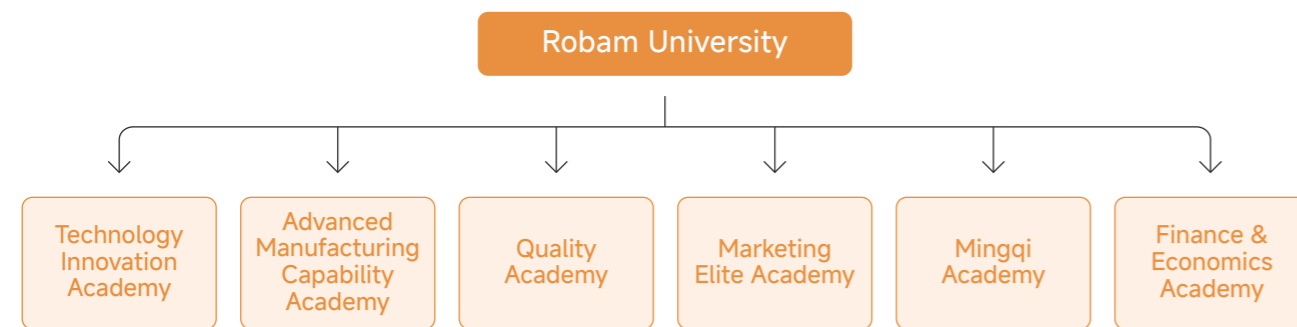 Robam University
Technology
Innovation
Academy
Advanced
Manufacturing
Capability
Academy
Quality
Academy
Marketing
Elite Academy
Mingqi
Academy
Finance &
Economics
Academy